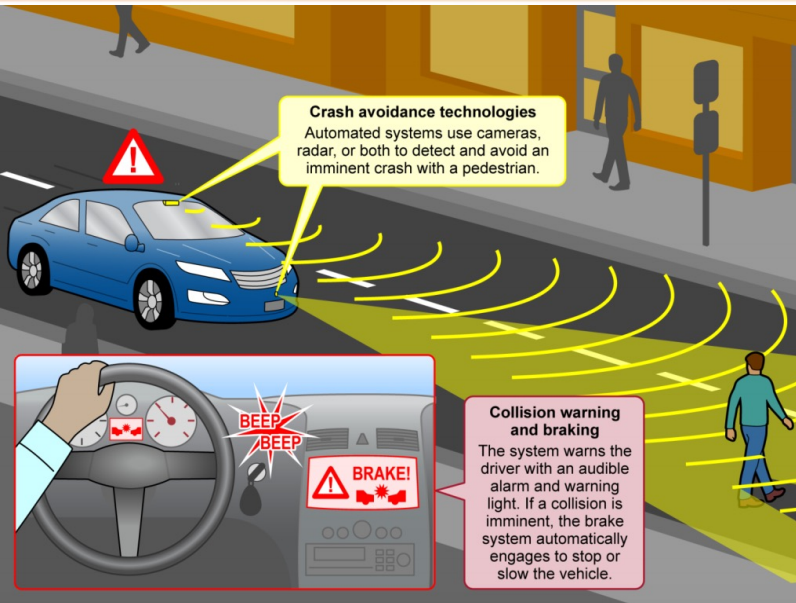 Crash avoidance technologies
Automated systems use cameras,
radar, or both to detect and avoid an
imminent crash with a pedestrian.
BEEP
BEEP
BRAKE!
Collision warning
and braking
The system warns the
driver with an audible
alarm and warning
light. If a collision is
imminent, the brake
system automatically
engages to stop or
slow the vehicle.